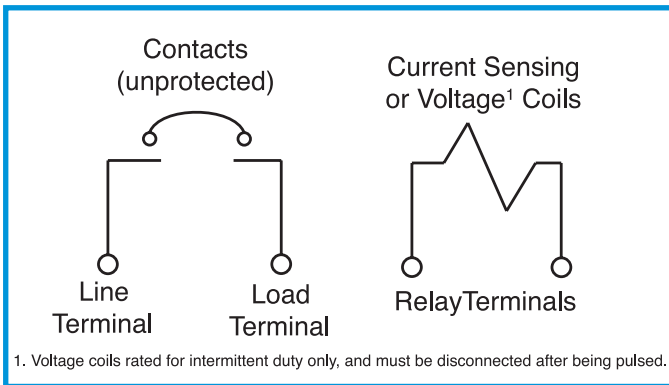 Contacts
(unprotected)
Current Sensing
or Voltage¹ Coils
Line
Terminal
Load
Terminal
RelayTerminals
1. Voltage coils rated for intermittent duty only, and must be disconnected after being pulsed.